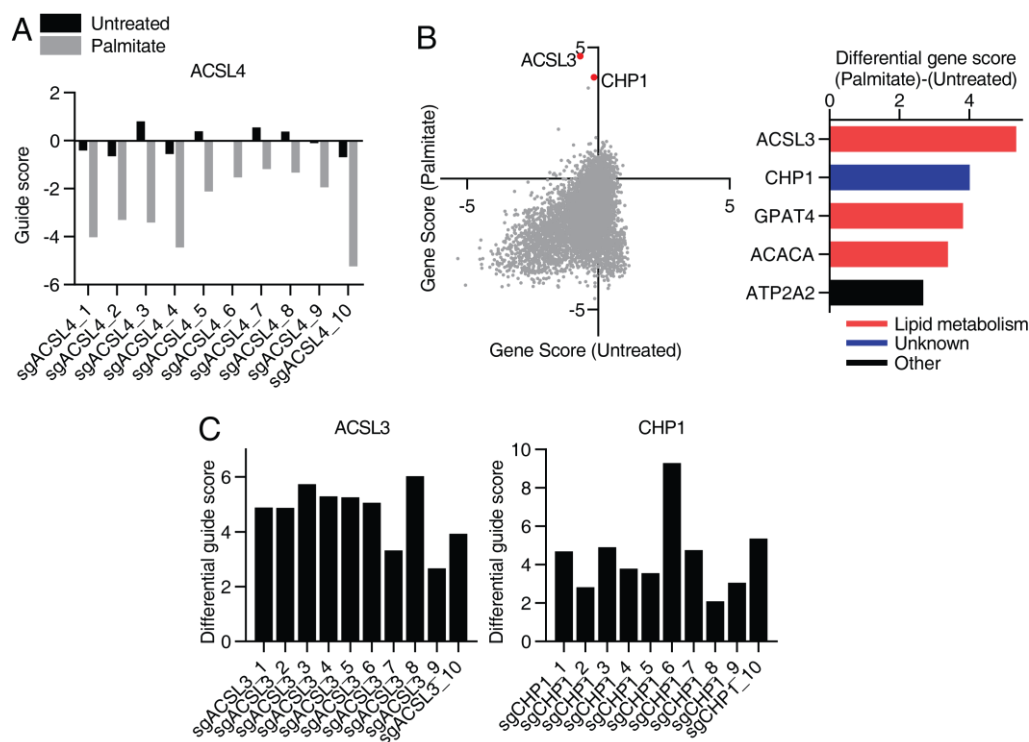 A
Untreated
Palmitate
ACSL4
Guide score
2
0
-2
-4
-6
sgACSL4_1
sgACSL4_2
sgACSL4_3
sgACSL4_4
sgACSL4_5
sgACSL4_6
sgACSL4_7
sgACSL4_8
sgACSL4_9
sgACSL4_10
B
Gene Score (Palmitate)
5
ACSL3
CHP1
-5
5
-5
Gene Score (Untreated)
Differential gene score
(Palmitate)-(Untreated)
0 2 4
ACSL3
CHP1
GPAT4
ACACA
ATP2A2
Lipid metabolism
Unknown
Other
C
ACSL3
Differential guide score
6
4
2
0
sgACSL3_1
sgACSL3_2
sgACSL3_3
sgACSL3_4
sgACSL3_5
sgACSL3_6
sgACSL3_7
sgACSL3_8
sgACSL3_9
sgACSL3_10
CHP1
Differential guide score
10
8
6
4
2
0
sgCHP1_1
sgCHP1_2
sgCHP1_3
sgCHP1_4
sgCHP1_5
sgCHP1_6
sgCHP1_7
sgCHP1_8
sgCHP1_9
sgCHP1_10